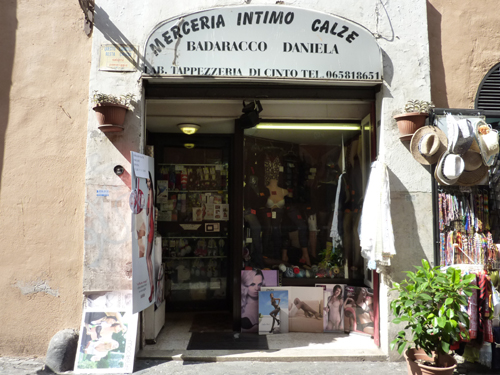 MERCERIA INTIMO CALZE
BADARACCO DANIELA
LAB. TAPPEZZERIA DI CINTO TEL. 065818651